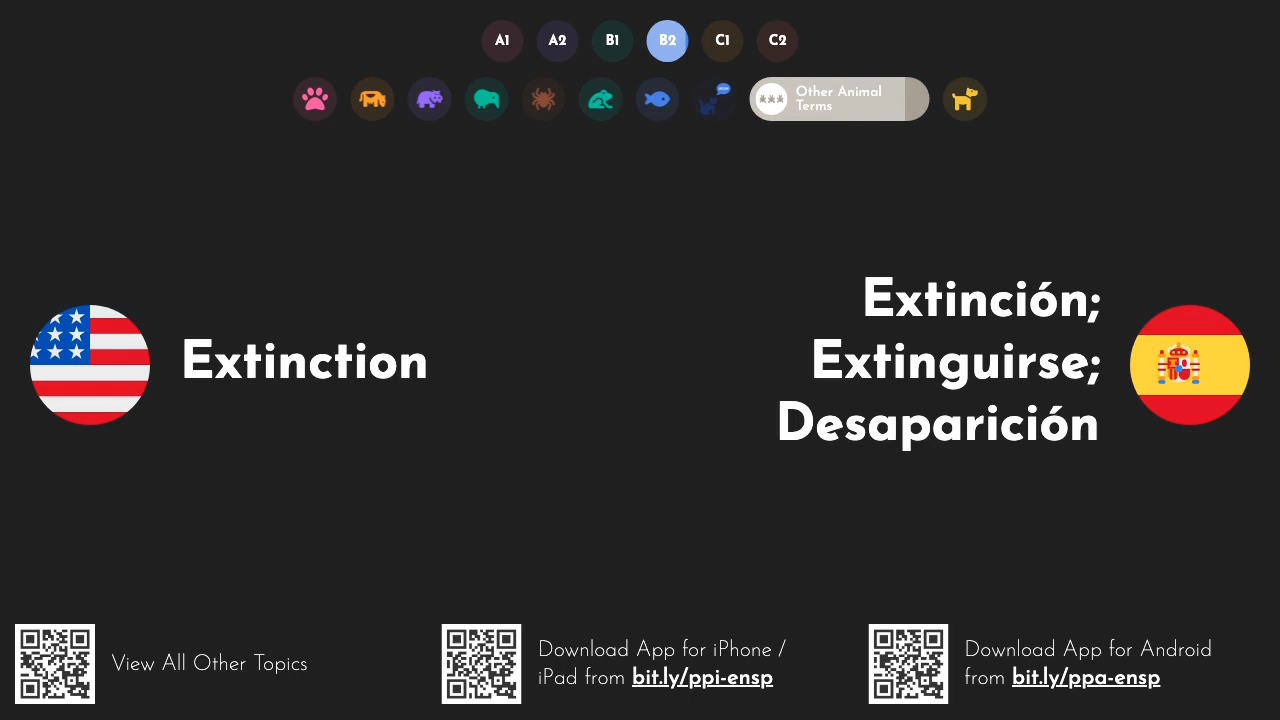 A1 A2 B1 B2 C1 C2
Other Animal
Terms
Extinction
Extinción;
Extinguirse;
Desaparición
View All Other Topics
Download App for iPhone /
iPad from bit.ly/ppi-ensp
Download App for Android
from bit.ly/ppa-ensp